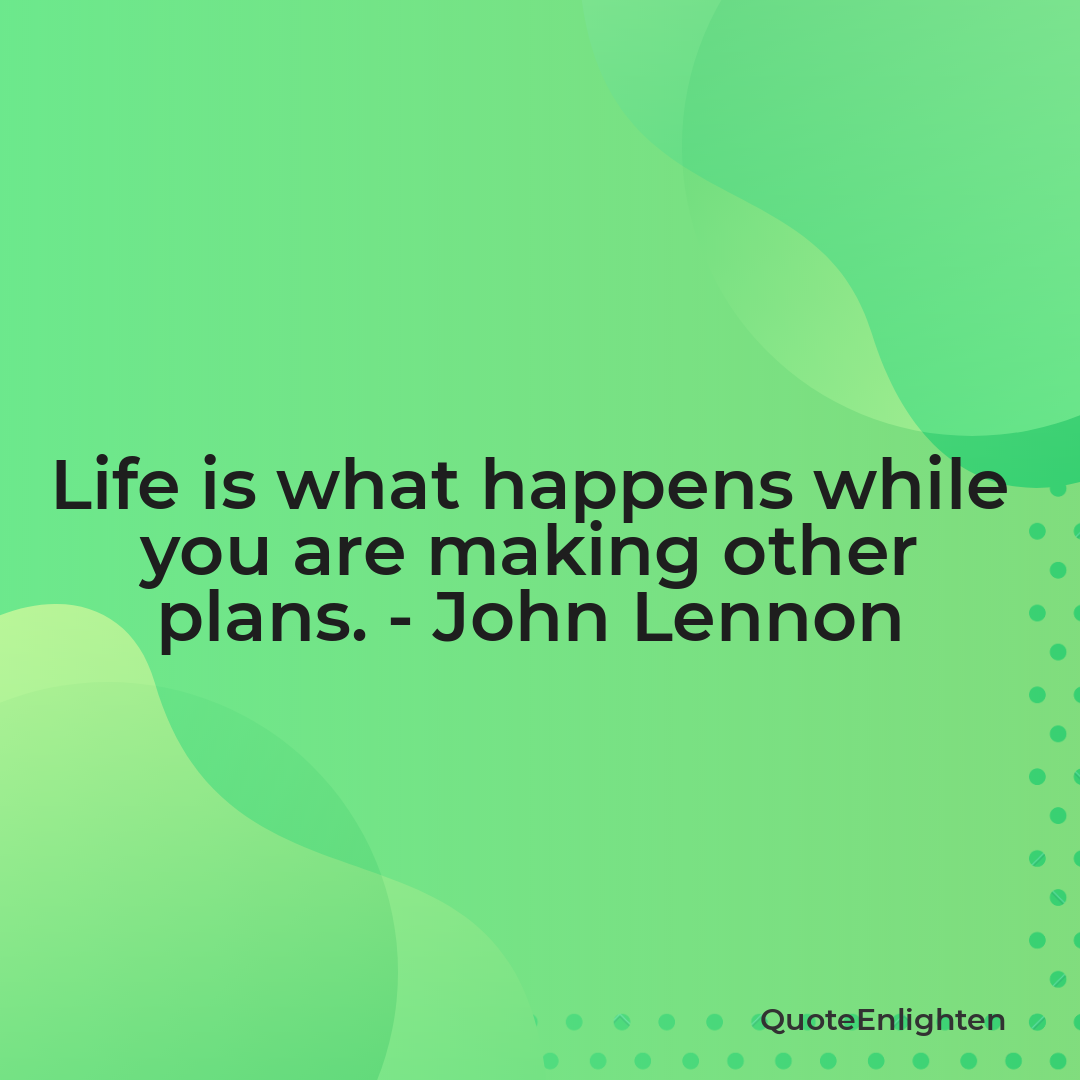 Life is what happens while
you are making other
plans. - John Lennon
QuoteEnlighten